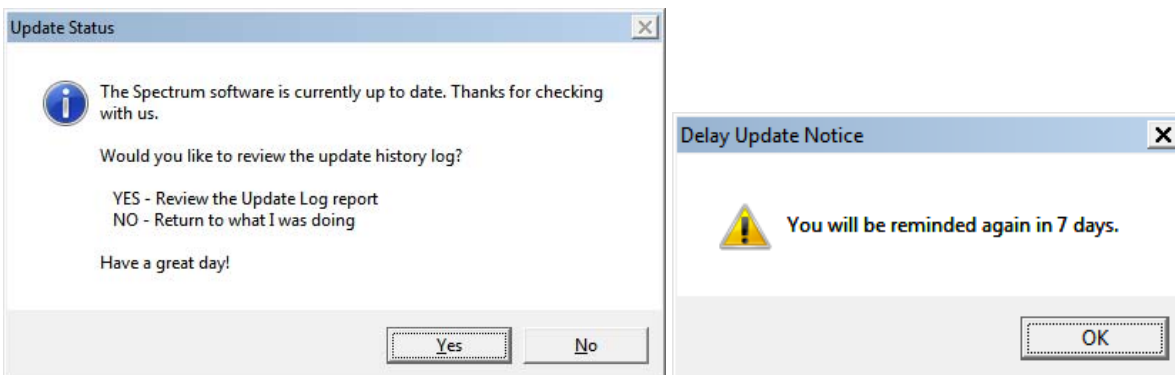 Update Status
The Spectrum software is currently up to date. Thanks for checking
with us.
Would you like to review the update history log?
YES - Review the Update Log report
NO - Return to what I was doing
Have a great day!
Yes
No
Delay Update Notice
You will be reminded again in 7 days.
OK